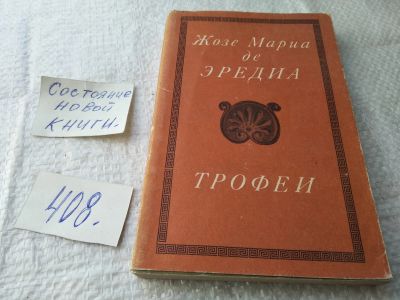 Жозе Мариа
де
ЭРЕДИА
ТРОФЕИ
Состояние
новой
книги.
408.